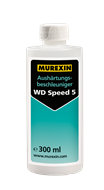 MUREXIN
Aushärtungs-
beschleuniger
WD Speed 5
℮ 300 ml
www.murexin.com